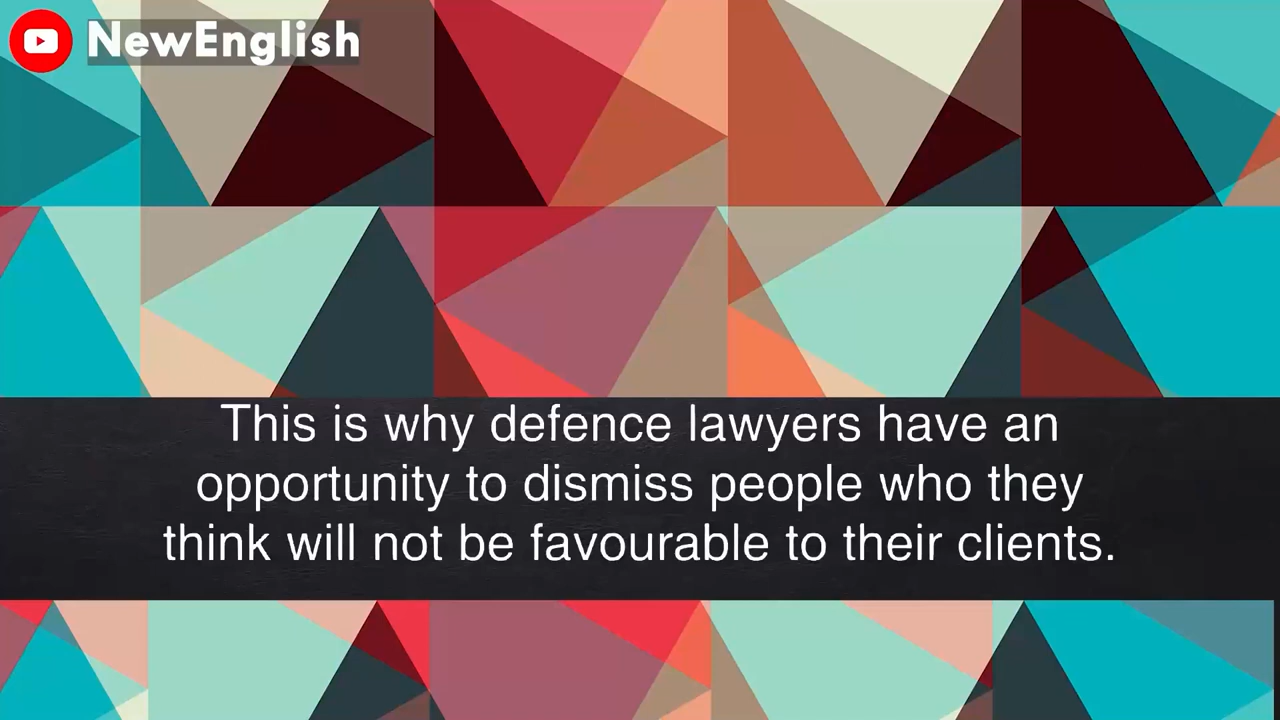 NewEnglish
This is why defence lawyers have an
opportunity to dismiss people who they
think will not be favourable to their clients.